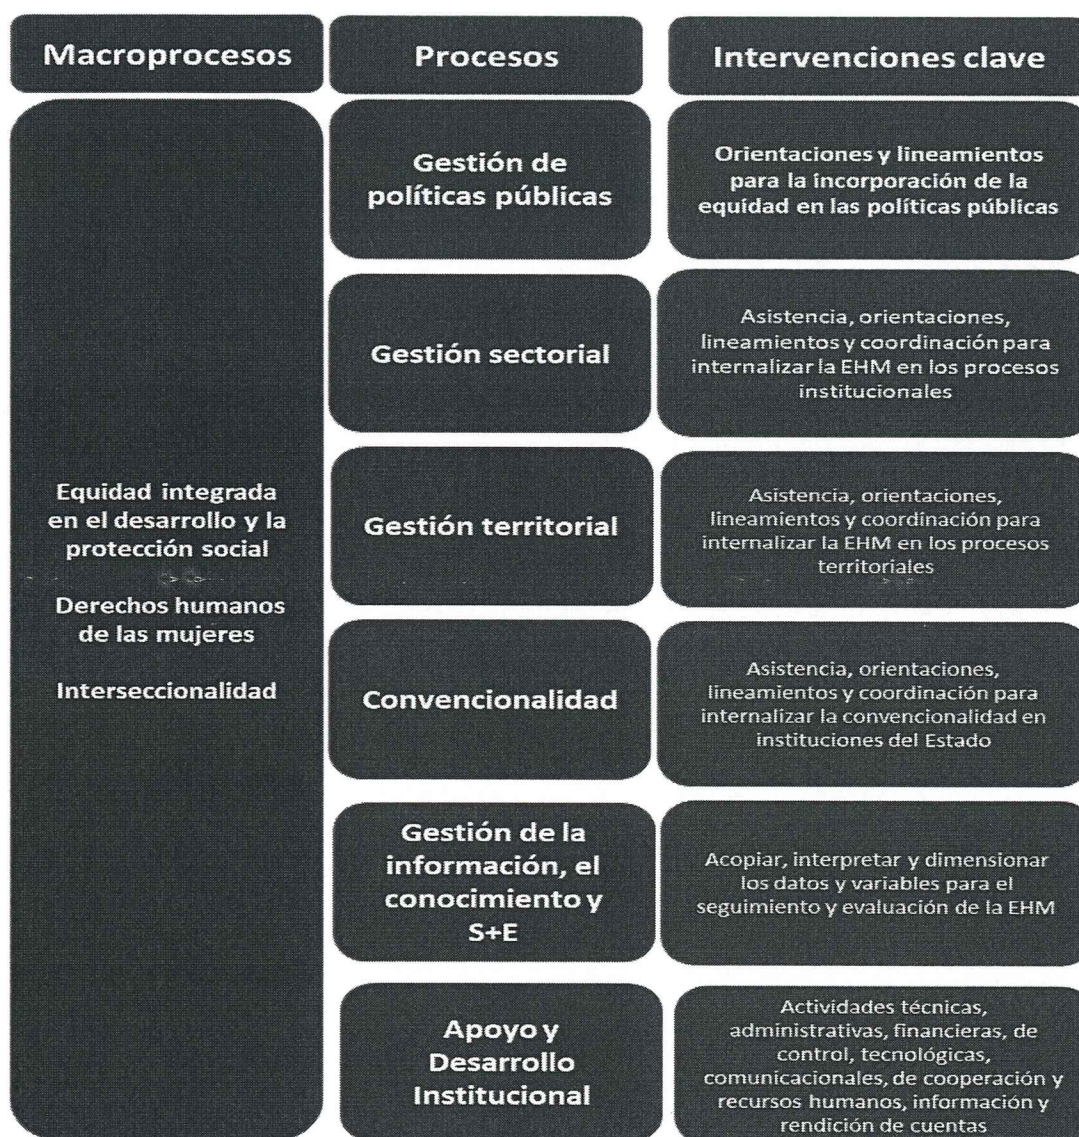 Macroprocesos
Procesos
Intervenciones clave
Equidad integrada
en el desarrollo y la
protección social
Derechos humanos
de las mujeres
Interseccionalidad
Gestión de
políticas públicas
Orientaciones y lineamientos
para la incorporación de la
equidad en las políticas públicas
Gestión sectorial
Asistencia, orientaciones,
lineamientos y coordinación para
internalizar la EHM en los procesos
institucionales
Gestión territorial
Asistencia, orientaciones,
lineamientos y coordinación para
internalizar la EHM en los procesos
territoriales
Convencionalidad
Asistencia, orientaciones,
lineamientos y coordinación para
internalizar la convencionalidad en
instituciones del Estado
Gestión de la
información, el
conocimiento y
S+E
Acopiar, interpretar y dimensionar
los datos y variables para el
seguimiento y evaluación de la EHM
Apoyo y
Desarrollo
Institucional
Actividades técnicas,
administrativas, financieras, de
control, tecnológicas,
comunicacionales, de cooperación y
recursos humanos, información y
rendición de cuentas